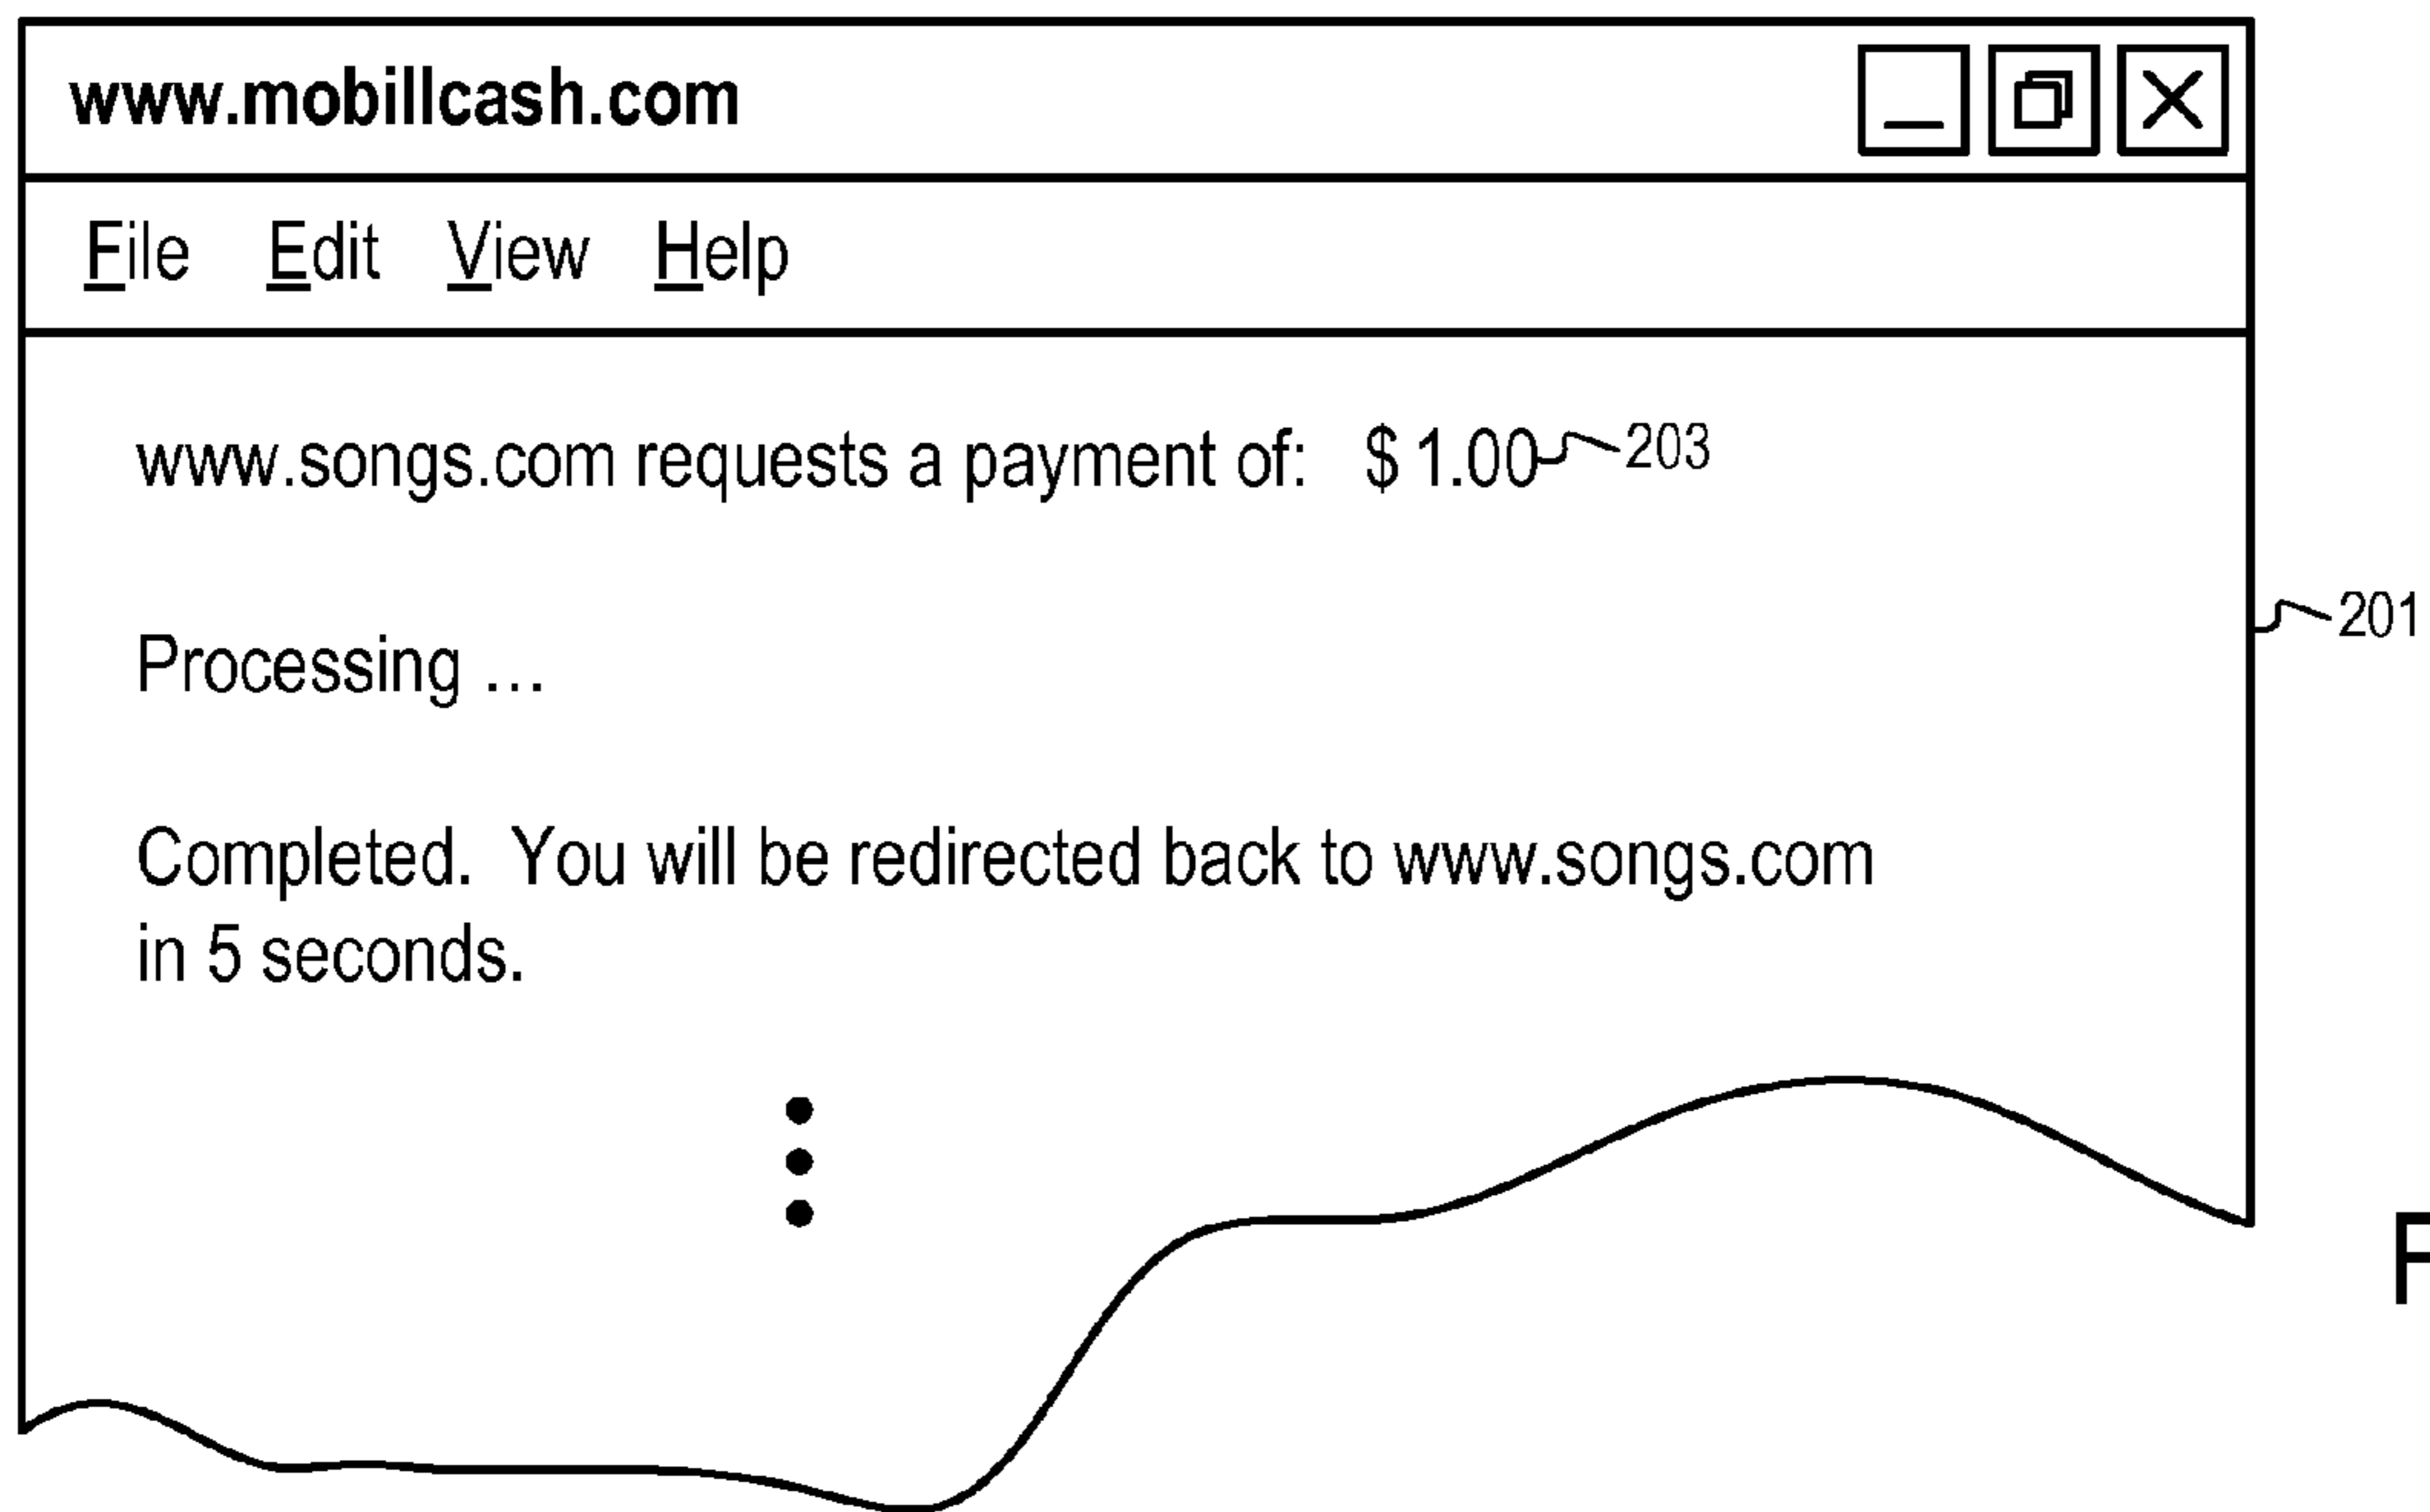 www.mobillcash.com
File Edit View Help
www.songs.com requests a payment of: $ 1.00 203
201
Processing ...
Completed. You will be redirected back to www.songs.com
in 5 seconds.
F